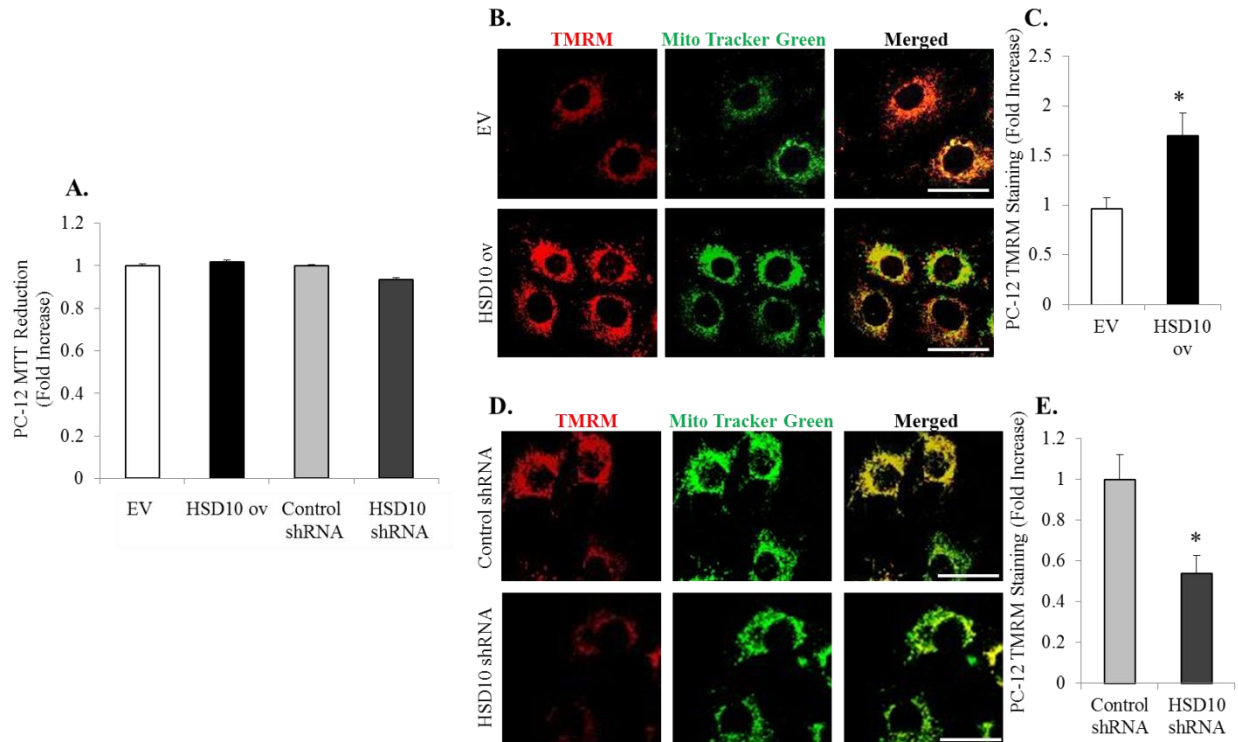 A.
PC-12 MTT Reduction
(Fold Increase)
1.2
1
0.8
0.6
0.4
0.2
0
EV
HSD10 ov
Control
shRNA
HSD10
shRNA
B.
TMRM
Mito Tracker Green
Merged
EV
HSD10 ov
C.
PC-12 TMRM Staining (Fold Increase)
2.5
2
1.5
1
0.5
0
*
EV
HSD10
ov
D.
TMRM
Mito Tracker Green
Merged
Control shRNA
HSD10 shRNA
E.
PC-12 TMRM Staining (Fold Increase)
1.2
1
0.8
0.6
0.4
0.2
0
*
Control
shRNA
HSD10
shRNA